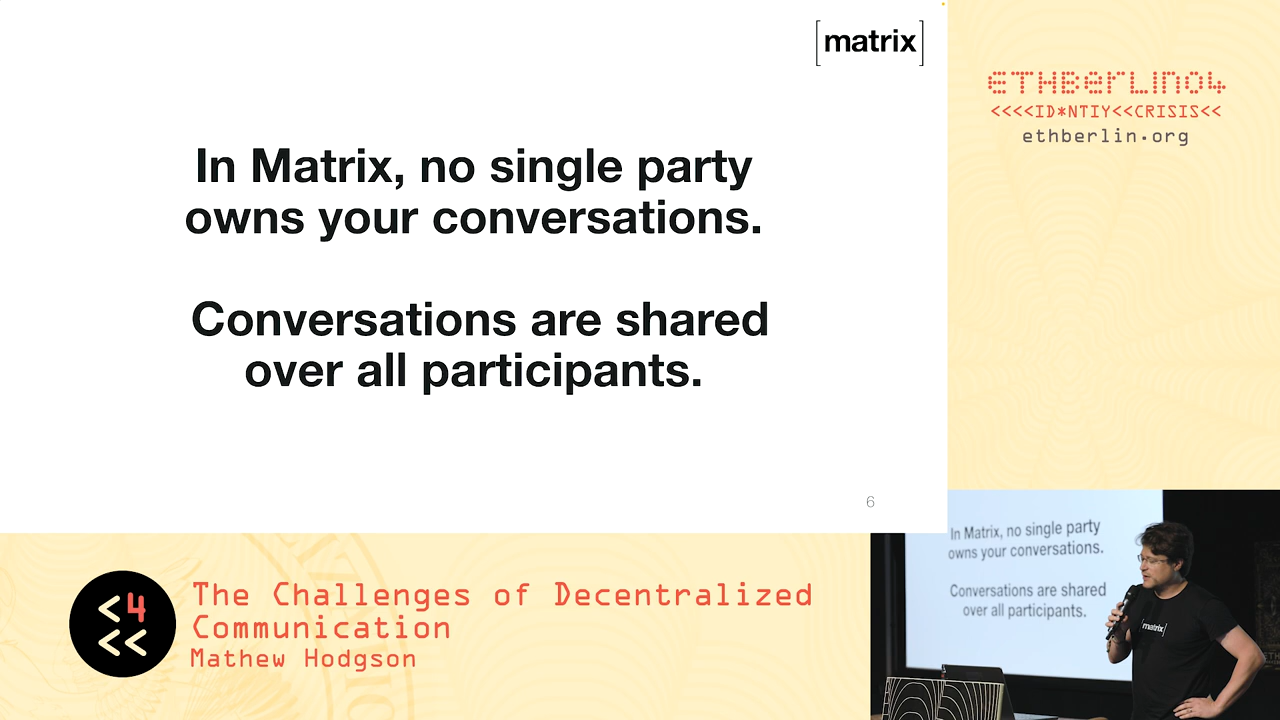 [matrix]
In Matrix, no single party
owns your conversations.
Conversations are shared
over all participants.
6
ETHBERLIN04
<<<<ID*NTIY<<CRISIS<<
ethberlin.org
<4
<<
The Challenges of Decentralized
Communication
Mathew Hodgson
In Matrix, no single party
owns your conversations.
Conversations are shared
over all participants.
[matrix]